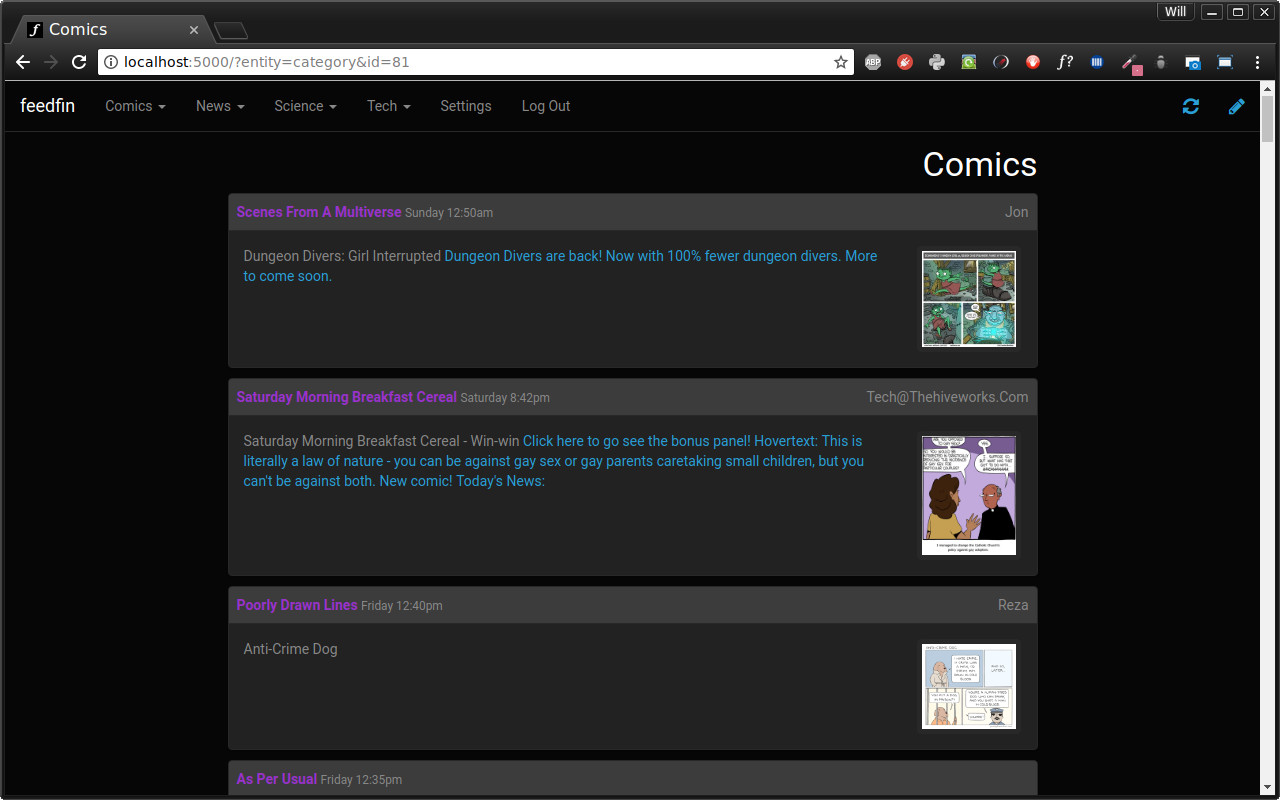 Will
Comics
localhost:5000/?entity=category&id=81
ABP
f?
feedfin Comics News Science Tech Settings Log Out
Comics
Scenes From A Multiverse Sunday 12:50am Jon
Dungeon Divers: Girl Interrupted Dungeon Divers are back! Now with 100% fewer dungeon divers. More
to come soon.
Saturday Morning Breakfast Cereal Saturday 8:42pm Tech@Thehiveworks.Com
Saturday Morning Breakfast Cereal - Win-win Click here to go see the bonus panel! Hovertext: This is
literally a law of nature - you can be against gay sex or gay parents caretaking small children, but you
can't be against both. New comic! Today's News:
Poorly Drawn Lines Friday 12:40pm Reza
Anti-Crime Dog
As Per Usual Friday 12:35pm